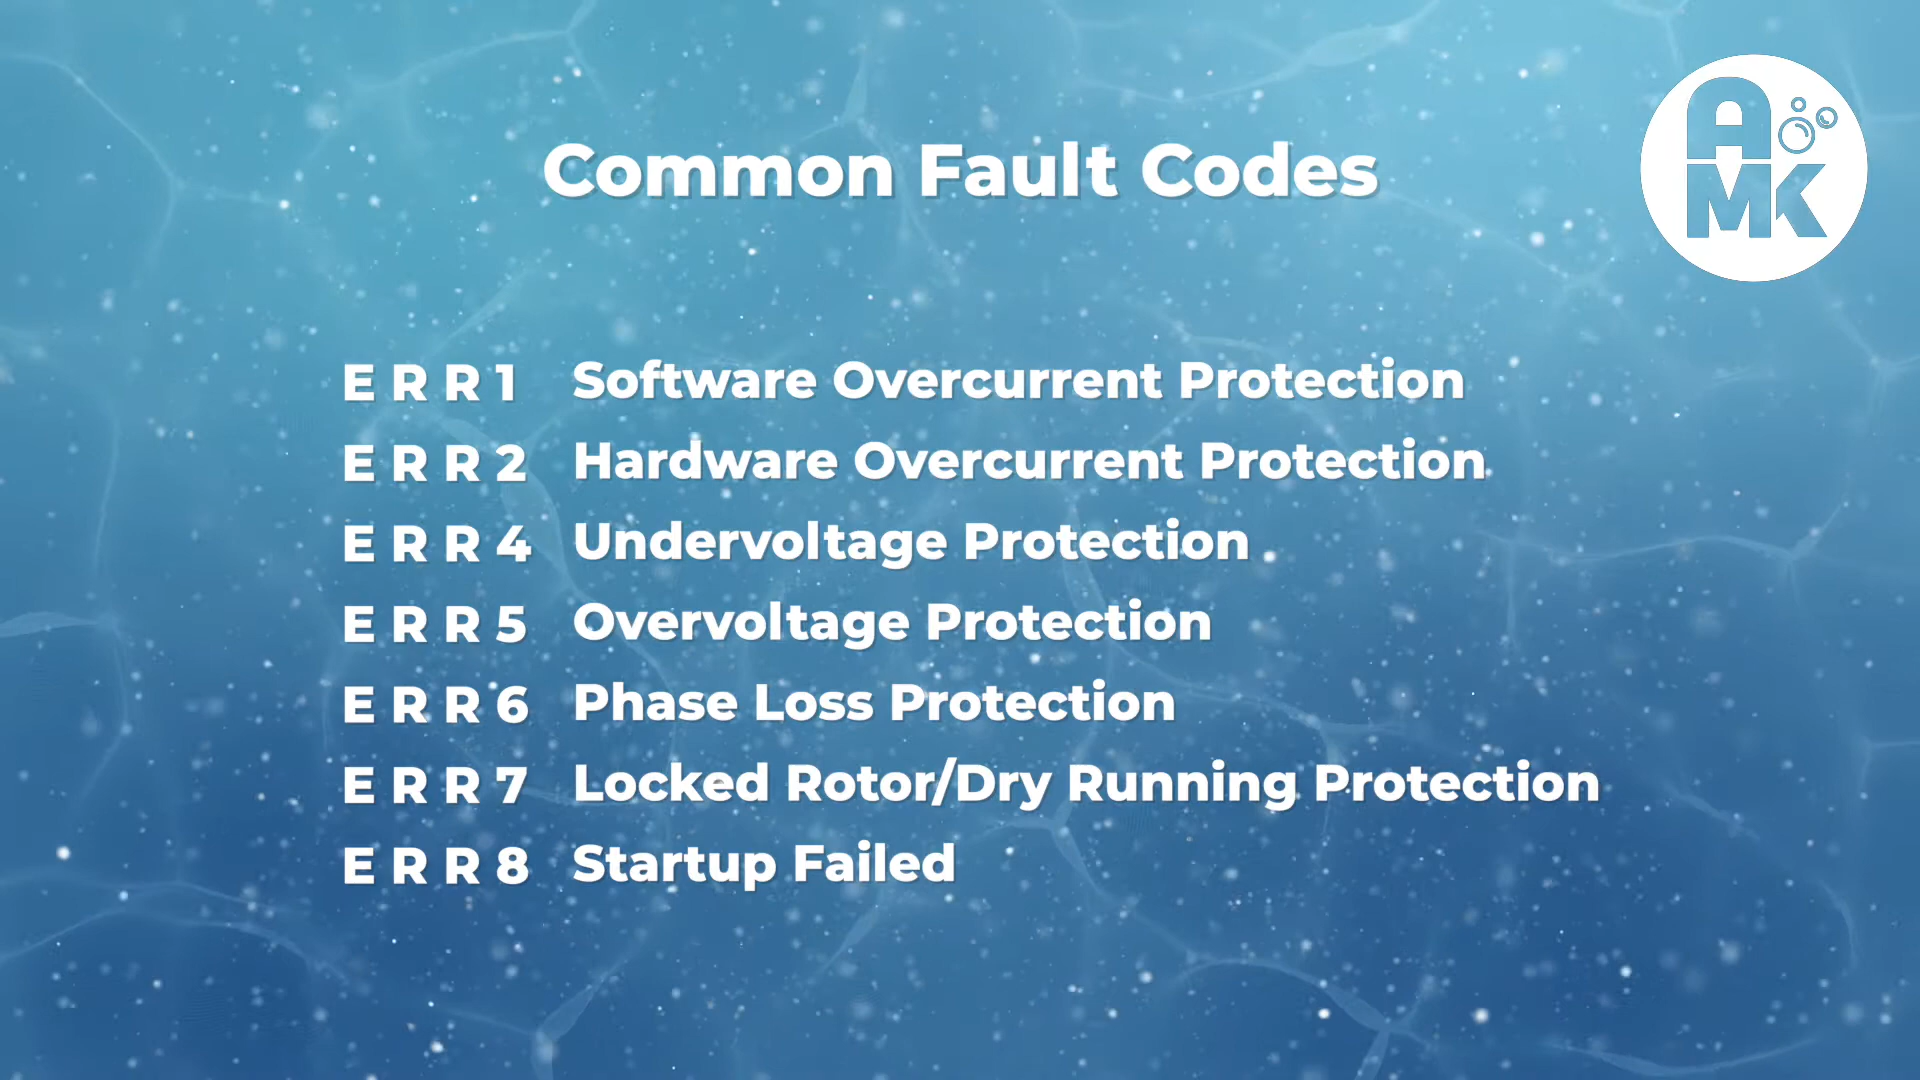 Common Fault Codes
AMK
ERR1 Software Overcurrent Protection
ERR2 Hardware Overcurrent Protection
ERR4 Undervoltage Protection
ERR5 Overvoltage Protection
ERR6 Phase Loss Protection
ERR7 Locked Rotor/Dry Running Protection
ERR8 Startup Failed